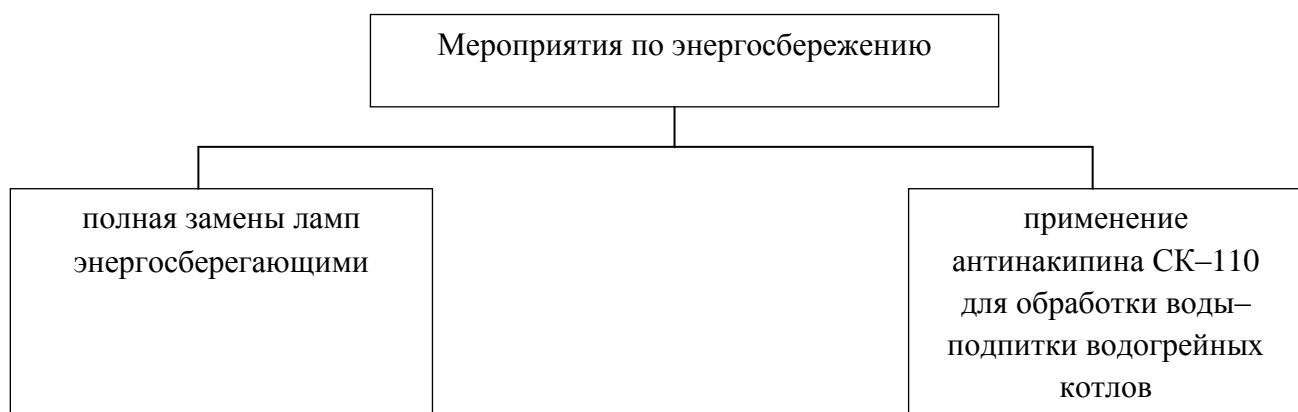 Мероприятия по энергосбережению
полная замены ламп
энергосберегающими
применение
антинакипина СК–110
для обработки воды–
подпитки водогрейных
котлов